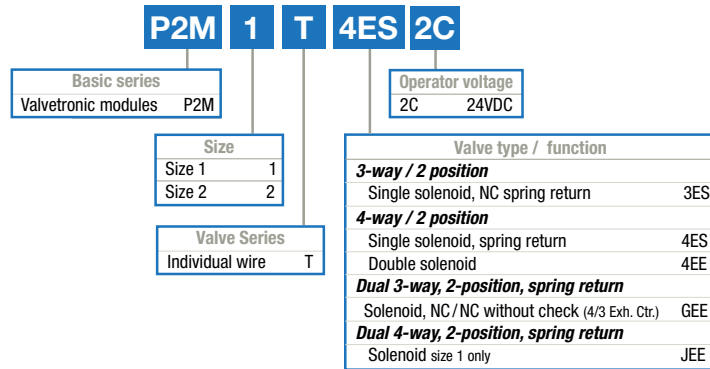 P2M 1 T 4ES 2C
Basic series
Valvetronic modules P2M
Operator voltage
2C 24VDC
Size
Size 1 1
Size 2 2
Valve Series
Individual wire T
Valve type / function
3-way / 2 position
Single solenoid, NC spring return 3ES
4-way / 2 position
Single solenoid, spring return 4ES
Double solenoid 4EE
Dual 3-way, 2-position, spring return
Solenoid, NC/NC without check (4/3 Exh. Ctr.) GEE
Dual 4-way, 2-position, spring return
Solenoid size 1 only JEE